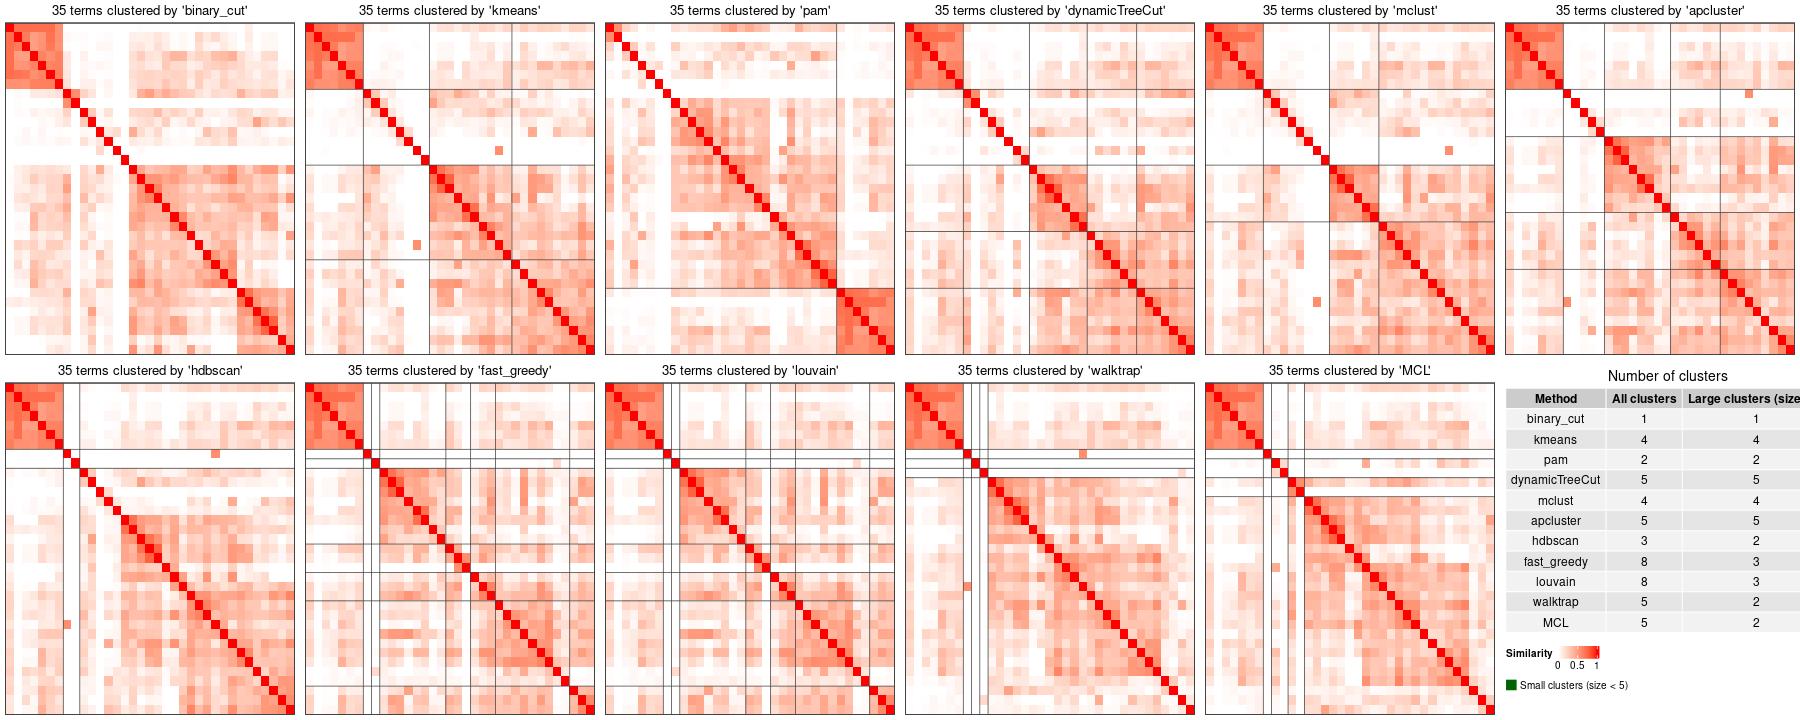 35 terms clustered by 'binary_cut'
35 terms clustered by 'kmeans'
35 terms clustered by 'pam'
35 terms clustered by 'dynamicTreeCut'
35 terms clustered by 'mclust'
35 terms clustered by 'apcluster'
35 terms clustered by 'hdbscan'
35 terms clustered by 'fast_greedy'
35 terms clustered by 'louvain'
35 terms clustered by 'walktrap'
35 terms clustered by 'MCL'
Number of clusters
Method All clusters Large clusters (size
binary_cut 1 1
kmeans 4 4
pam 2 2
dynamicTreeCut 5 5
mclust 4 4
apcluster 5 5
hdbscan 3 2
fast_greedy 8 3
louvain 8 3
walktrap 5 2
MCL 5 2
Similarity
0 0.5 1
Small clusters (size < 5)